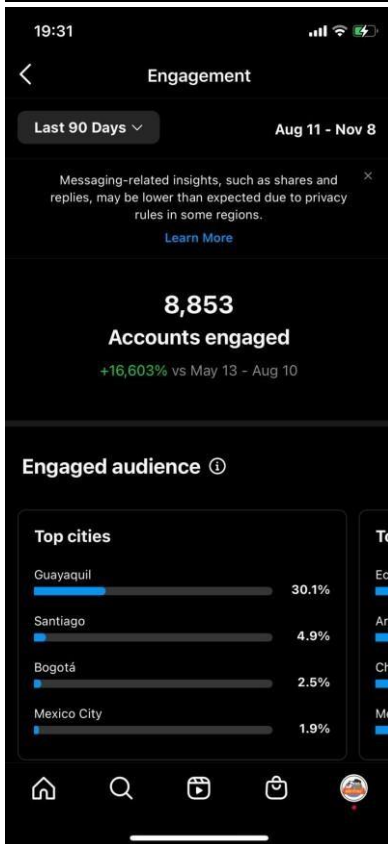 19:31
Engagement
Last 90 Days
Aug 11 - Nov 8
Messaging-related insights, such as shares and
replies, may be lower than expected due to privacy
rules in some regions.
Learn More
8,853
Accounts engaged
+16,603% vs May 13 - Aug 10
Engaged audience
Top cities
Guayaquil
30.1%
Santiago
4.9%
Bogotá
2.5%
Mexico City
1.9%